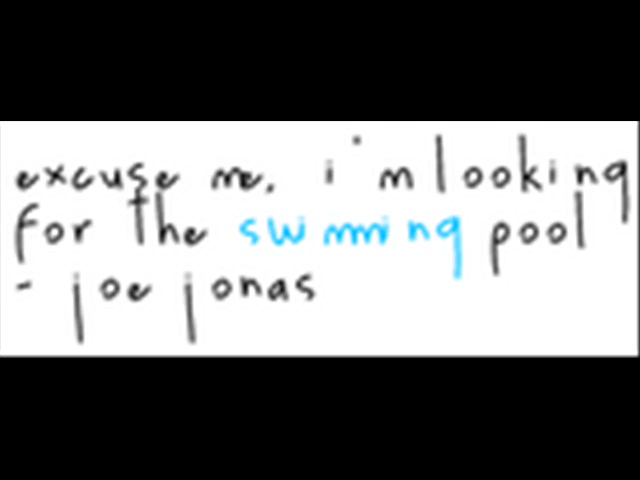 excuse me, i'm looking
for the swimming pool
- joe jonas